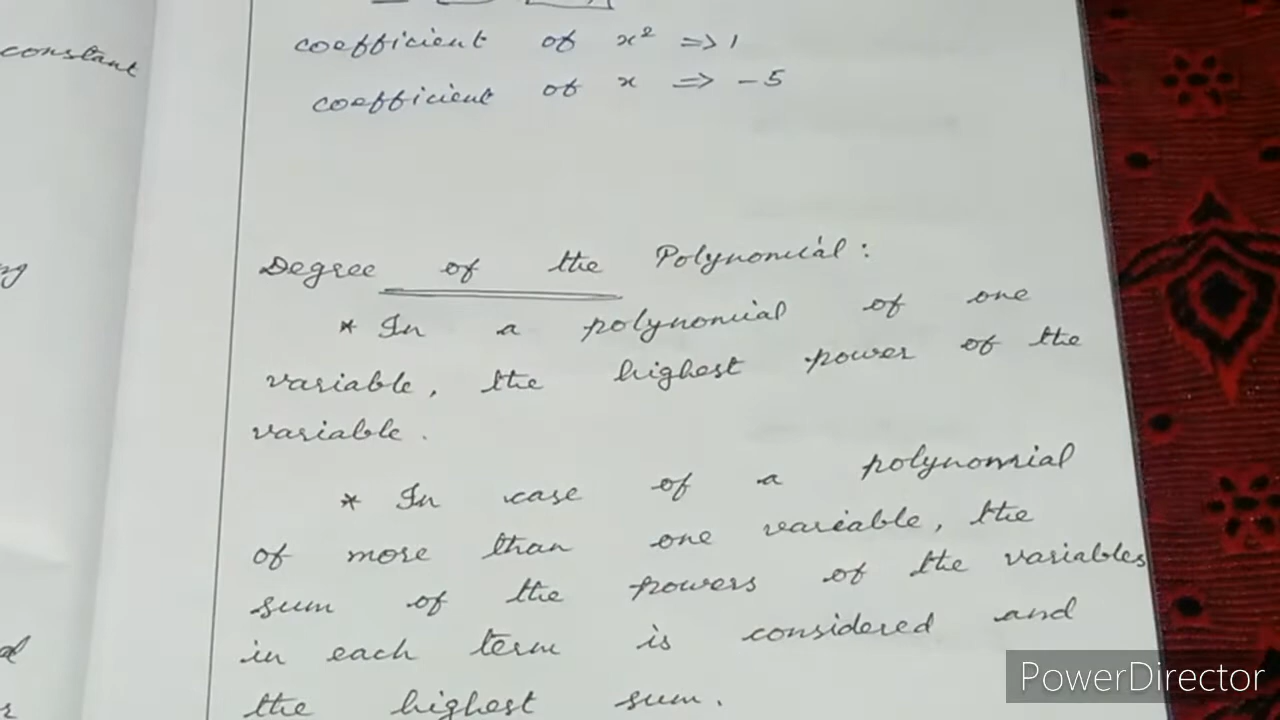 constant
coefficient of x² => 1
coefficient of x => -5
Degree of the Polynomial:
* In a polynomial of one
variable, the highest power of the
variable.
* In case of a polynomial
of more than one variable, the
sum of the powers of the variables
in each term is considered and
the highest sum.
PowerDirector